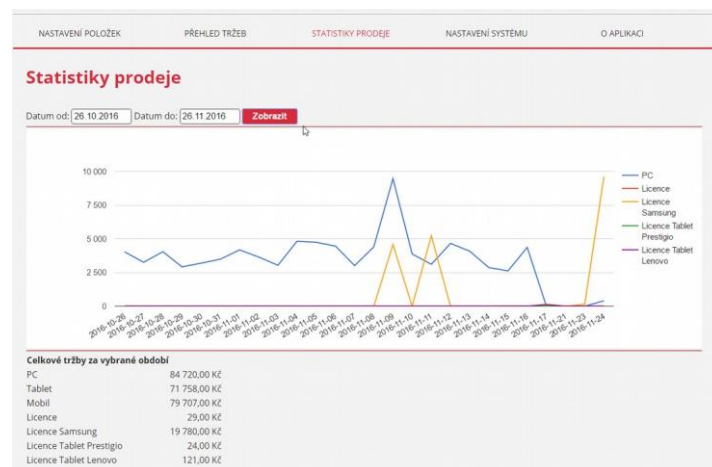 NASTAVENÍ POLOŽEK PŘEHLED TRŽEB STATISTIKY PRODEJE NASTAVENÍ SYSTÉMU O APLIKACI
Statistiky prodeje
Datum od: 26.10.2016 Datum do: 26.11.2016 Zobrazit
10 000
7 500
5 000
2 500
0
PC
Licence
Licence
Samsung
Licence Tablet
Prestigio
Licence Tablet
Lenovo
2016-10-26 2016-10-27 2016-10-28 2016-10-29 2016-10-30 2016-10-31 2016-11-01 2016-11-02 2016-11-03 2016-11-04 2016-11-05 2016-11-06 2016-11-07 2016-11-08 2016-11-09 2016-11-10 2016-11-11 2016-11-12 2016-11-13 2016-11-14 2016-11-15 2016-11-16 2016-11-17 2016-11-21 2016-11-23 2016-11-24
Celkové tržby za vybrané období
PC 84 720,00 Kč
Tablet 71 758,00 Kč
Mobil 79 707,00 Kč
Licence 29,00 Kč
Licence Samsung 19 780,00 Kč
Licence Tablet Prestigio 24,00 Kč
Licence Tablet Lenovo 121,00 Kč